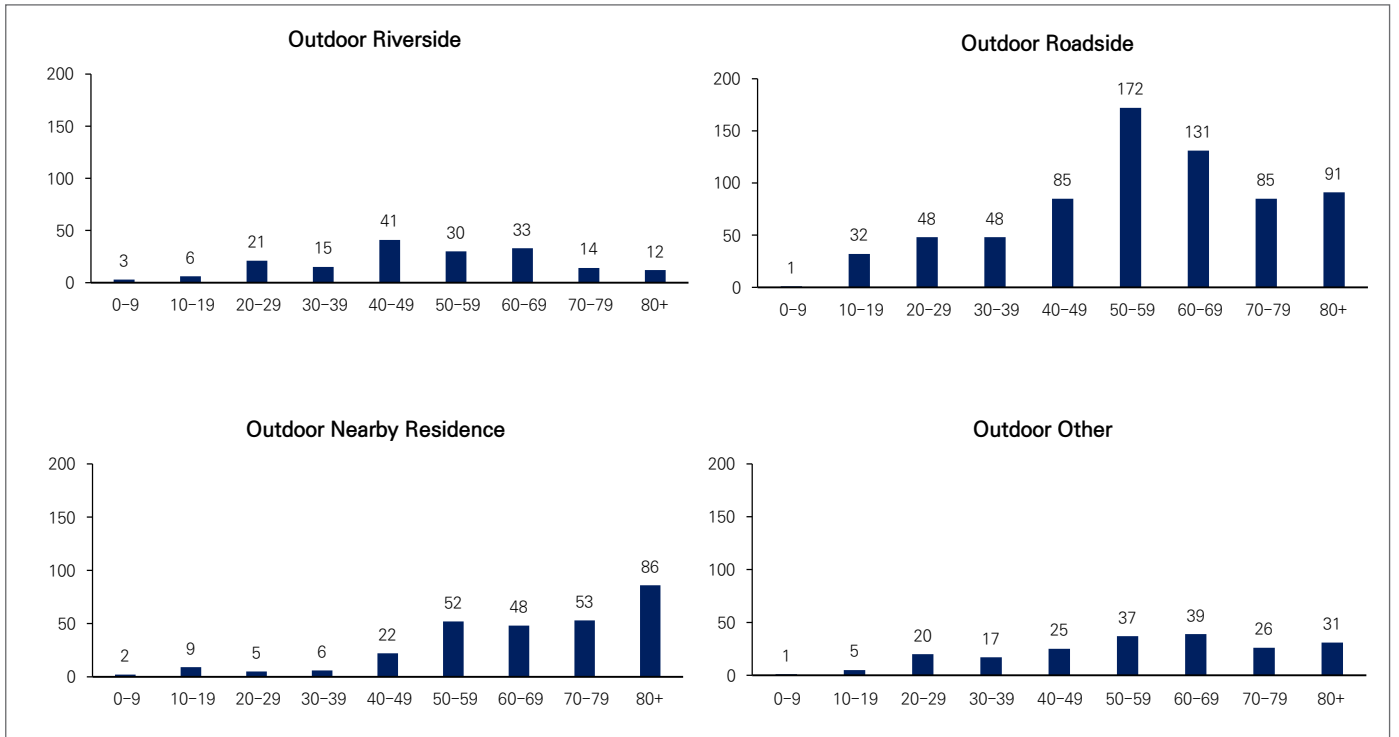 Outdoor Riverside
200
150
100
50
0
3 6 21 15 41 30 33 14 12
0-9 10-19 20-29 30-39 40-49 50-59 60-69 70-79 80+
Outdoor Roadside
200
150
100
50
0
1 32 48 48 85 172 131 85 91
0-9 10-19 20-29 30-39 40-49 50-59 60-69 70-79 80+
Outdoor Nearby Residence
200
150
100
50
0
2 9 5 6 22 52 48 53 86
0-9 10-19 20-29 30-39 40-49 50-59 60-69 70-79 80+
Outdoor Other
200
150
100
50
0
1 5 20 17 25 37 39 26 31
0-9 10-19 20-29 30-39 40-49 50-59 60-69 70-79 80+